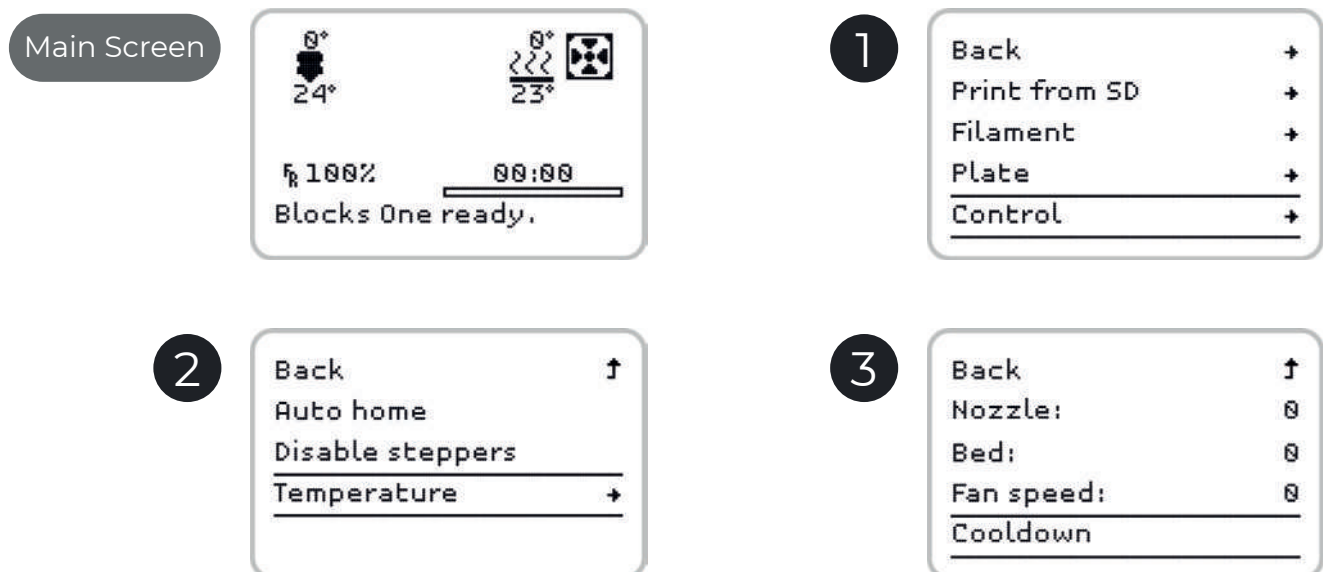 Main Screen
0° 0°
24° 23°
FR 100% 00:00
Blocks One ready.
1
Back
Print from SD
Filament
Plate
Control
2
Back
Auto home
Disable steppers
Temperature
3
Back
Nozzle: 0
Bed: 0
Fan speed: 0
Cooldown